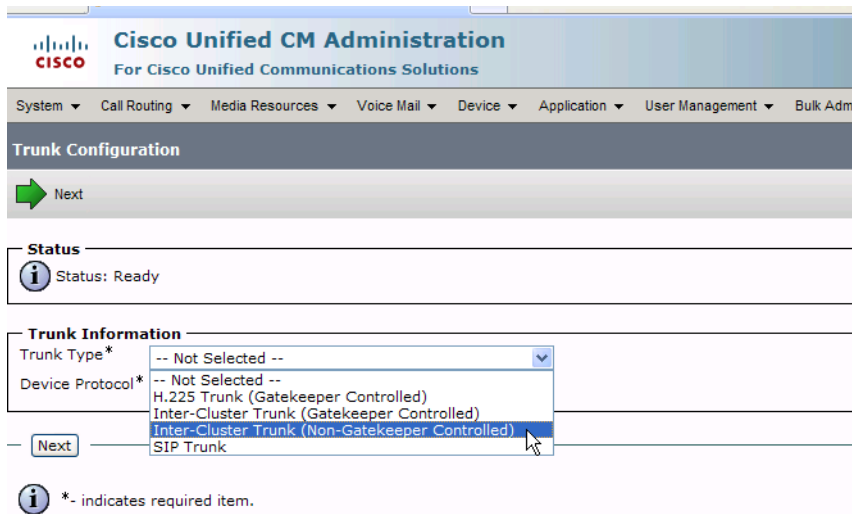 Cisco Unified CM Administration
CISCO
For Cisco Unified Communications Solutions
System Call Routing Media Resources Voice Mail Device Application User Management Bulk Adm
Trunk Configuration
Next
Status
Status: Ready
Trunk Information
Trunk Type* -- Not Selected --
Device Protocol* -- Not Selected --
H.225 Trunk (Gatekeeper Controlled)
Inter-Cluster Trunk (Gatekeeper Controlled)
Inter-Cluster Trunk (Non-Gatekeeper Controlled)
Next SIP Trunk
*- indicates required item.